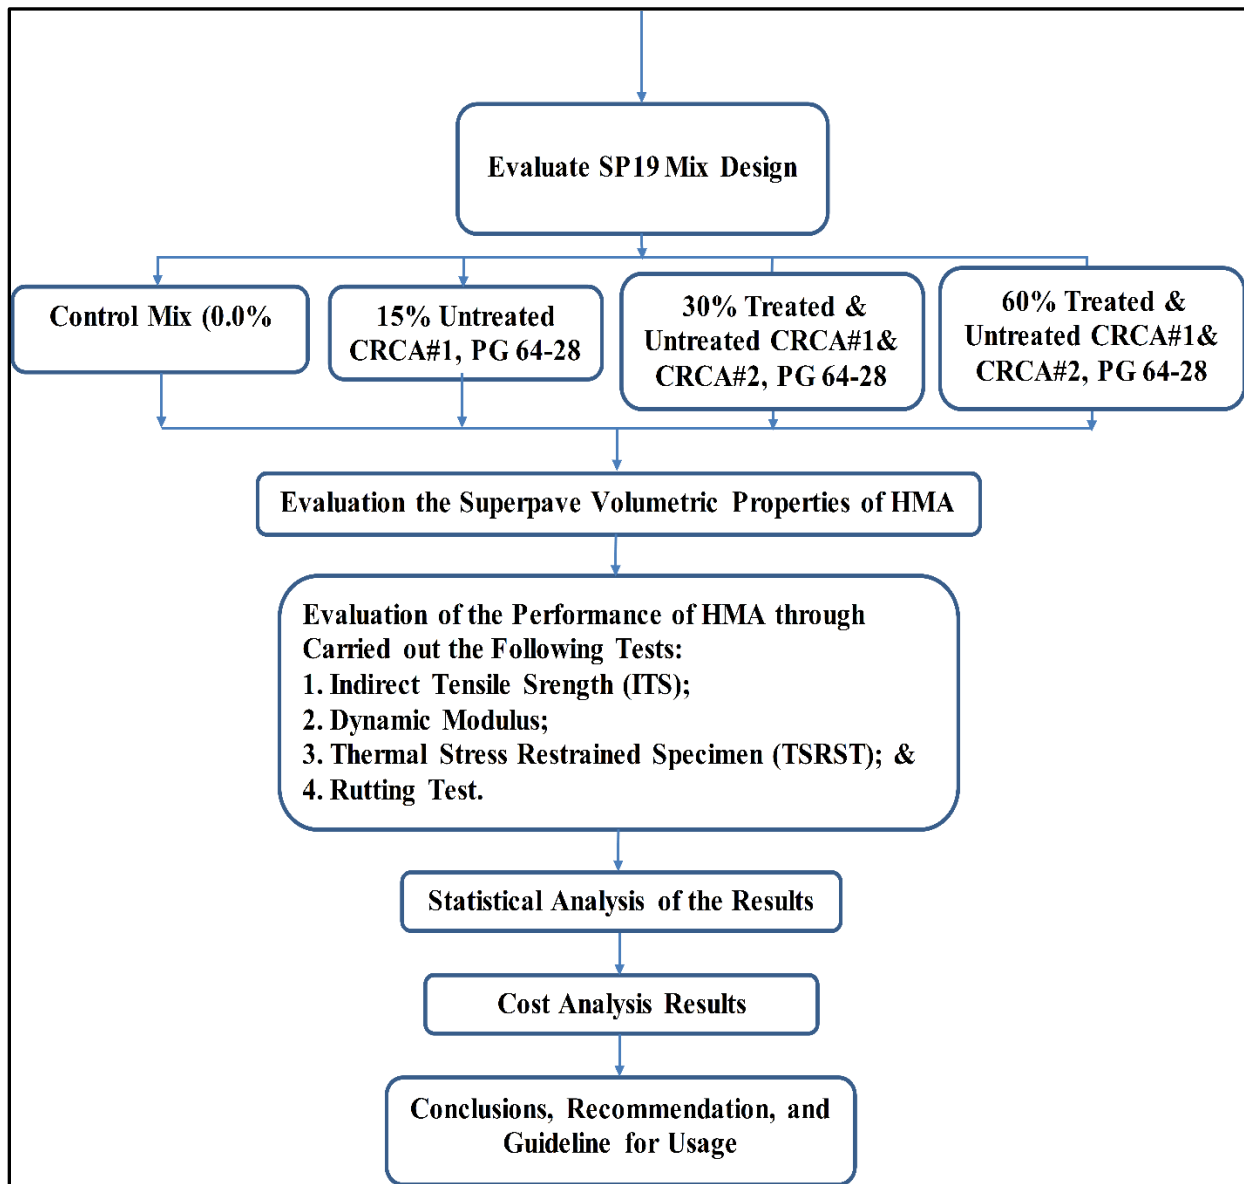 Evaluate SP19 Mix Design
Control Mix (0.0%
15% Untreated
CRCA#1, PG 64-28
30% Treated &
Untreated CRCA#1&
CRCA#2, PG 64-28
60% Treated &
Untreated CRCA#1&
CRCA#2, PG 64-28
Evaluation the Superpave Volumetric Properties of HMA
Evaluation of the Performance of HMA through
Carried out the Following Tests:
1. Indirect Tensile Srength (ITS);
2. Dynamic Modulus;
3. Thermal Stress Restrained Specimen (TSRST); &
4. Rutting Test.
Statistical Analysis of the Results
Cost Analysis Results
Conclusions, Recommendation, and
Guideline for Usage